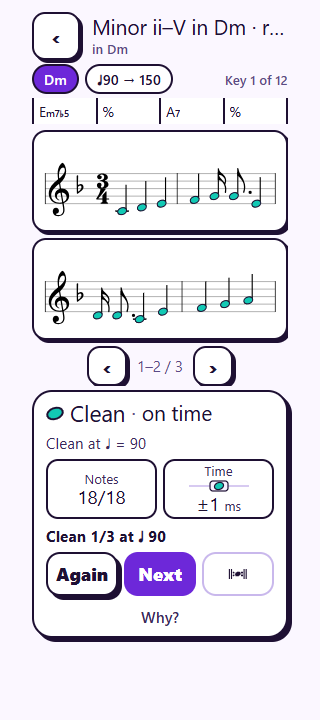 ‹
Minor ii–V in Dm · r...
in Dm
Dm
♩90 → 150
Key 1 of 12
Em7♭5
%
A7
%
3
4
‹
1–2 / 3
›
Clean · on time
Clean at ♩ = 90
Notes
18/18
Time
±1 ms
Clean 1/3 at ♩ 90
Again
Next
Why?